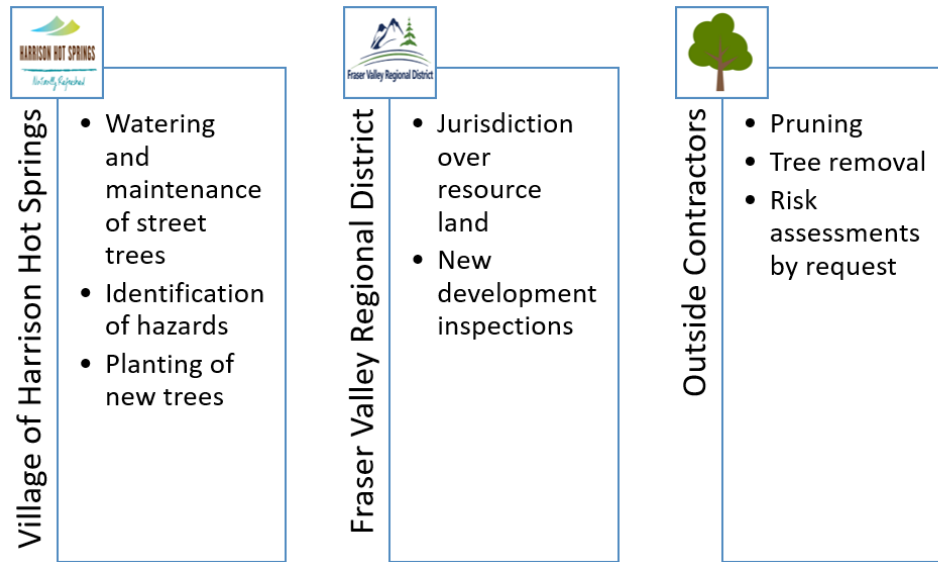 HARRISON HOT SPRINGS
Naturally Refreshed
Village of Harrison Hot Springs
• Watering
and
maintenance
of street
trees
• Identification
of hazards
• Planting of
new trees
Fraser Valley Regional District
Fraser Valley Regional District
• Jurisdiction
over
resource
land
• New
development
inspections
Outside Contractors
• Pruning
• Tree removal
• Risk
assessments
by request